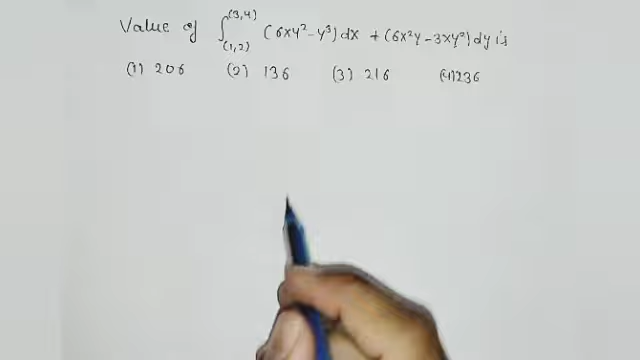 Value of ∫_(1,2)^(3,4) (6xy² - y³) dx + (6x²y - 3xy²) dy is
(1) 206 (2) 136 (3) 216 (4) 236